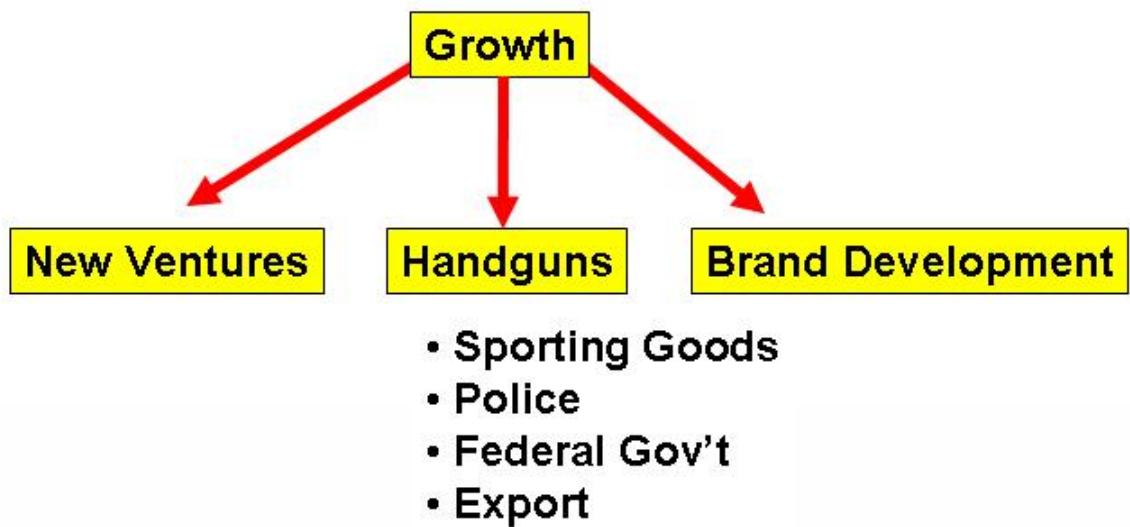 Growth
New Ventures
Handguns
Brand Development
• Sporting Goods
• Police
• Federal Gov't
• Export